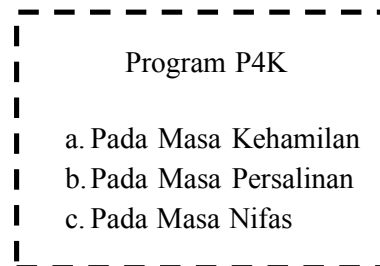 Program P4K
a. Pada Masa Kehamilan
b. Pada Masa Persalinan
c. Pada Masa Nifas